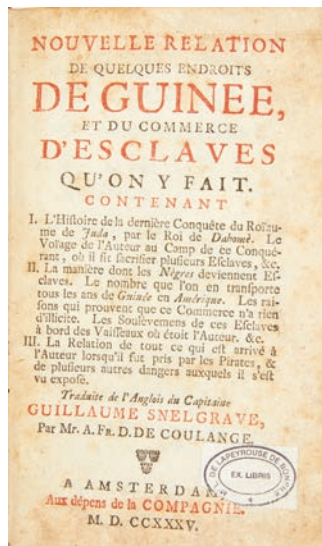 NOUVELLE RELATION
DE QUELQUES ENDROITS
DE GUINEE,
ET DU COMMERCE
D'ESCLAVES
QU'ON Y FAIT.
CONTENANT
I. L'Histoire de la dernière Conquête du Roïau-
me de Juda, par le Roi de Dahomè. Le
Voïage de l'Auteur au Camp de ce Conqué-
rant, où il fit sacrifier plusieurs Esclaves, &c.
II. La manière dont les Nègres deviennent Es-
claves. Le nombre que l'on en transporte
tous les ans de Guinée en Amérique. Les rai-
sons qui prouvent que ce Commerce n'a rien
d'illicite. Les Soulèvemens de ces Esclaves
à bord des Vaisseaux où étoit l'Auteur. &c.
III. La Relation de tout ce qui est arrivé à
l'Auteur lorsqu'il fut pris par les Pirates, &
de plusieurs autres dangers auxquels il s'est
vu exposé.
Traduite de l'Anglois du Capitaine
GUILLAUME SNELGRAVE,
Par Mr. A. FR. D. DE COULANGE.
DE LAPEYROUSE DE
EX. LIBRIS
A AMSTERDAM,
Aux dépens de la COMPAGNIE.
M. D. CCXXXV.